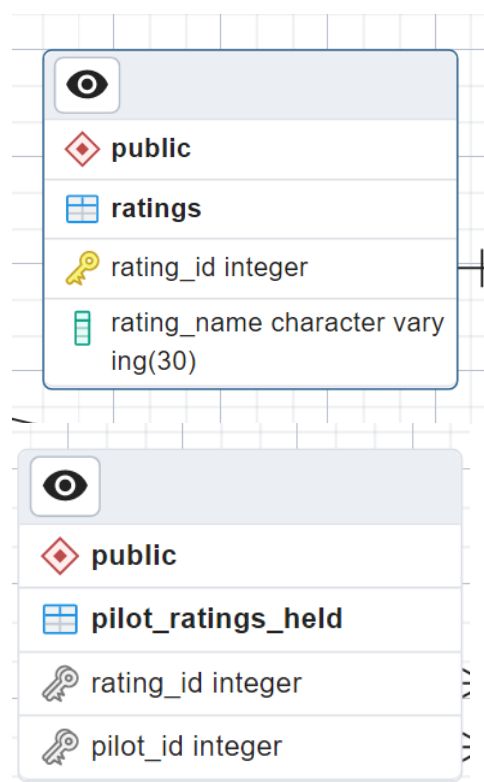 public
ratings
rating_id integer
rating_name character vary
ing(30)
public
pilot_ratings_held
rating_id integer
pilot_id integer